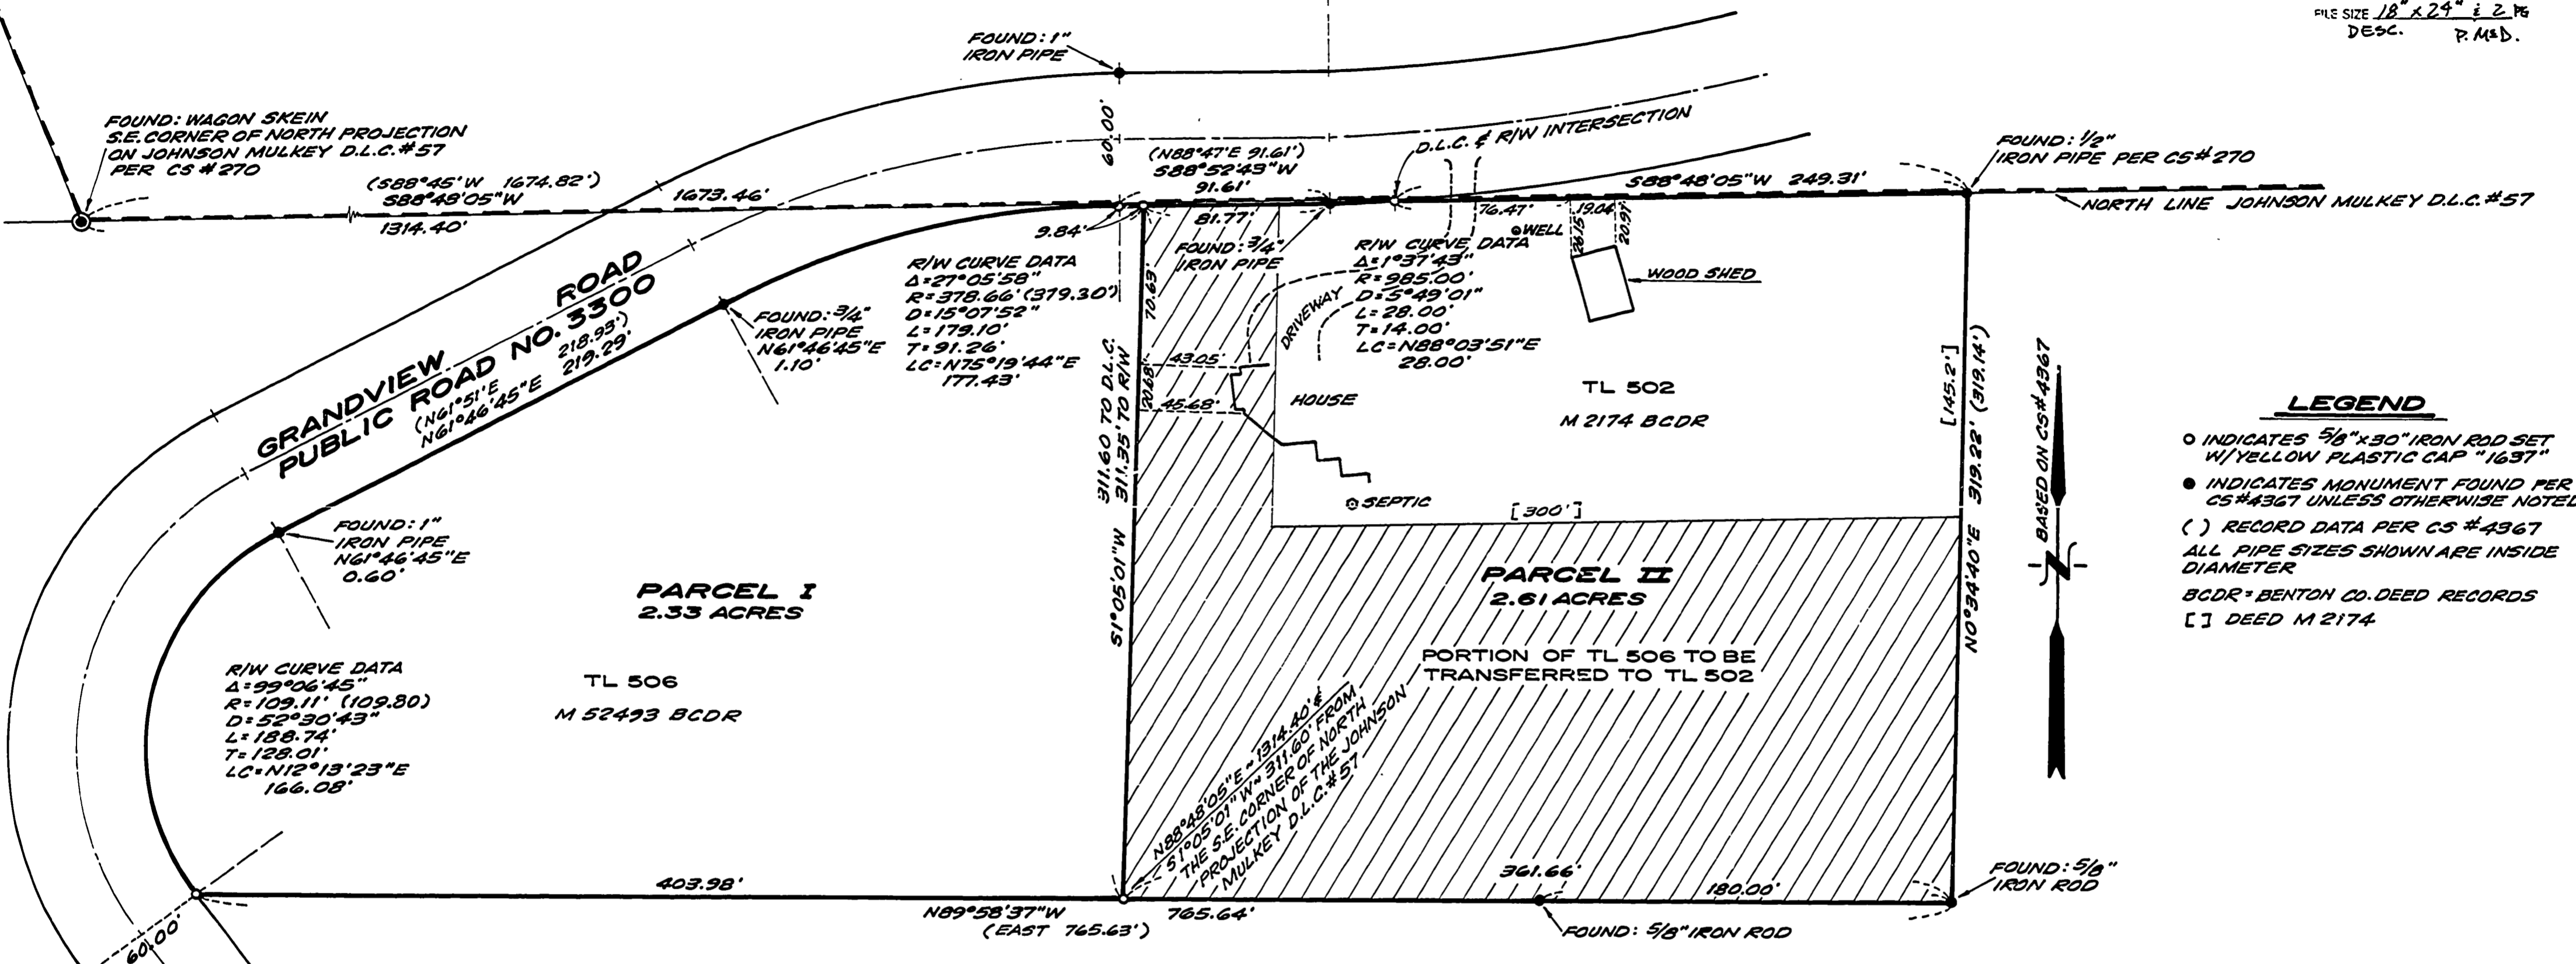 FILE SIZE 18" x 24" & 2 PG
DESC. P. M&D.
FOUND: 1"
IRON PIPE
FOUND: WAGON SKEIN
S.E. CORNER OF NORTH PROJECTION
ON JOHNSON MULKEY D.L.C. #57
PER CS #270
(S88°45'W 1674.82')
S88°48'05"W
1673.46'
1314.40'
60.00'
(N88°47'E 91.61')
S88°52'43"W
91.61'
D.L.C. & R/W INTERSECTION
FOUND: 1/2"
IRON PIPE PER CS#270
S88°48'05"W 249.31'
NORTH LINE JOHNSON MULKEY D.L.C. #57
9.84'
81.77'
76.47'
19.04'
26.15
20.97'
WELL
WOOD SHED
FOUND: 3/4"
IRON PIPE
R/W CURVE DATA
Δ=1°37'43"
R=985.00'
D=5°49'01"
L=28.00'
T=14.00'
LC=N88°03'51"E
28.00'
DRIVEWAY
R/W CURVE DATA
Δ=27°05'58"
R=378.66' (379.30')
D=15°07'52"
L=179.10'
T=91.26'
LC=N75°19'44"E
177.43'
FOUND: 3/4"
IRON PIPE
N61°46'45"E
1.10'
GRANDVIEW ROAD
PUBLIC ROAD NO. 3300
(N61°51'E 218.93')
N61°46'45"E 219.29'
70.63'
20.68'
43.05'
45.68'
311.60 TO D.L.C.
S1°05'01"W 311.35' TO R/W
HOUSE
SEPTIC
TL 502
M 2174 BCDR
[300']
[145.2']
N0°34'40"E 319.22' (319.14')
BASED ON CS#4367
N
LEGEND
INDICATES 5/8"x30" IRON ROD SET
W/YELLOW PLASTIC CAP "1637"
INDICATES MONUMENT FOUND PER
CS#4367 UNLESS OTHERWISE NOTED
( ) RECORD DATA PER CS #4367
ALL PIPE SIZES SHOWN ARE INSIDE
DIAMETER
BCDR = BENTON CO. DEED RECORDS
[ ] DEED M 2174
FOUND: 1"
IRON PIPE
N61°46'45"E
0.60'
PARCEL I
2.33 ACRES
TL 506
M 52493 BCDR
R/W CURVE DATA
Δ=99°06'45"
R=109.11' (109.80)
D=52°30'43"
L=188.74'
T=128.01'
LC=N12°13'23"E
166.08'
PARCEL II
2.61 ACRES
PORTION OF TL 506 TO BE
TRANSFERRED TO TL 502
N88°48'05"E ~ 1314.40' &
S1°05'01"W ~ 311.60' FROM
THE S.E. CORNER OF NORTH
PROJECTION OF THE JOHNSON
MULKEY D.L.C. #57
403.98'
361.66'
180.00'
N89°58'37"W 765.64'
(EAST 765.63')
FOUND: 5/8" IRON ROD
FOUND: 5/8"
IRON ROD
60.00'